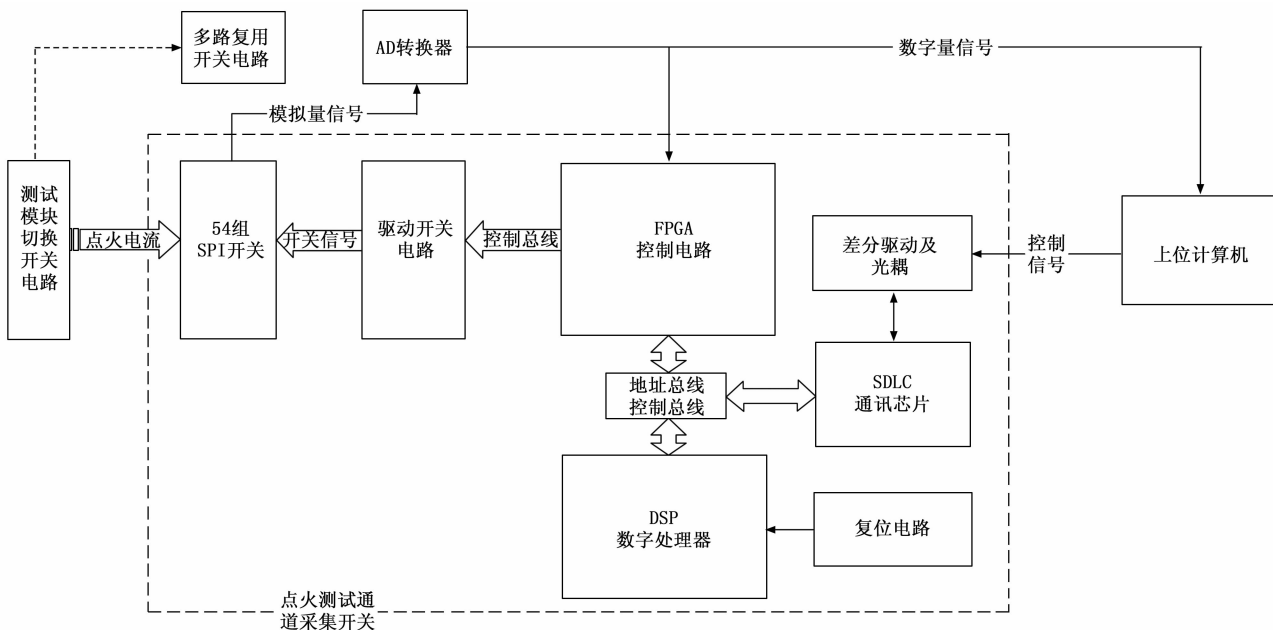 多路复用
开关电路
AD转换器
数字量信号
模拟量信号
测试
模块
切换
开关
电路
点火电流
54组
SPI开关
开关信号
驱动开关
电路
控制总线
FPGA
控制电路
差分驱动及
光耦
控制
信号
上位计算机
地址总线
控制总线
SDLC
通讯芯片
DSP
数字处理器
复位电路
点火测试通
道采集开关